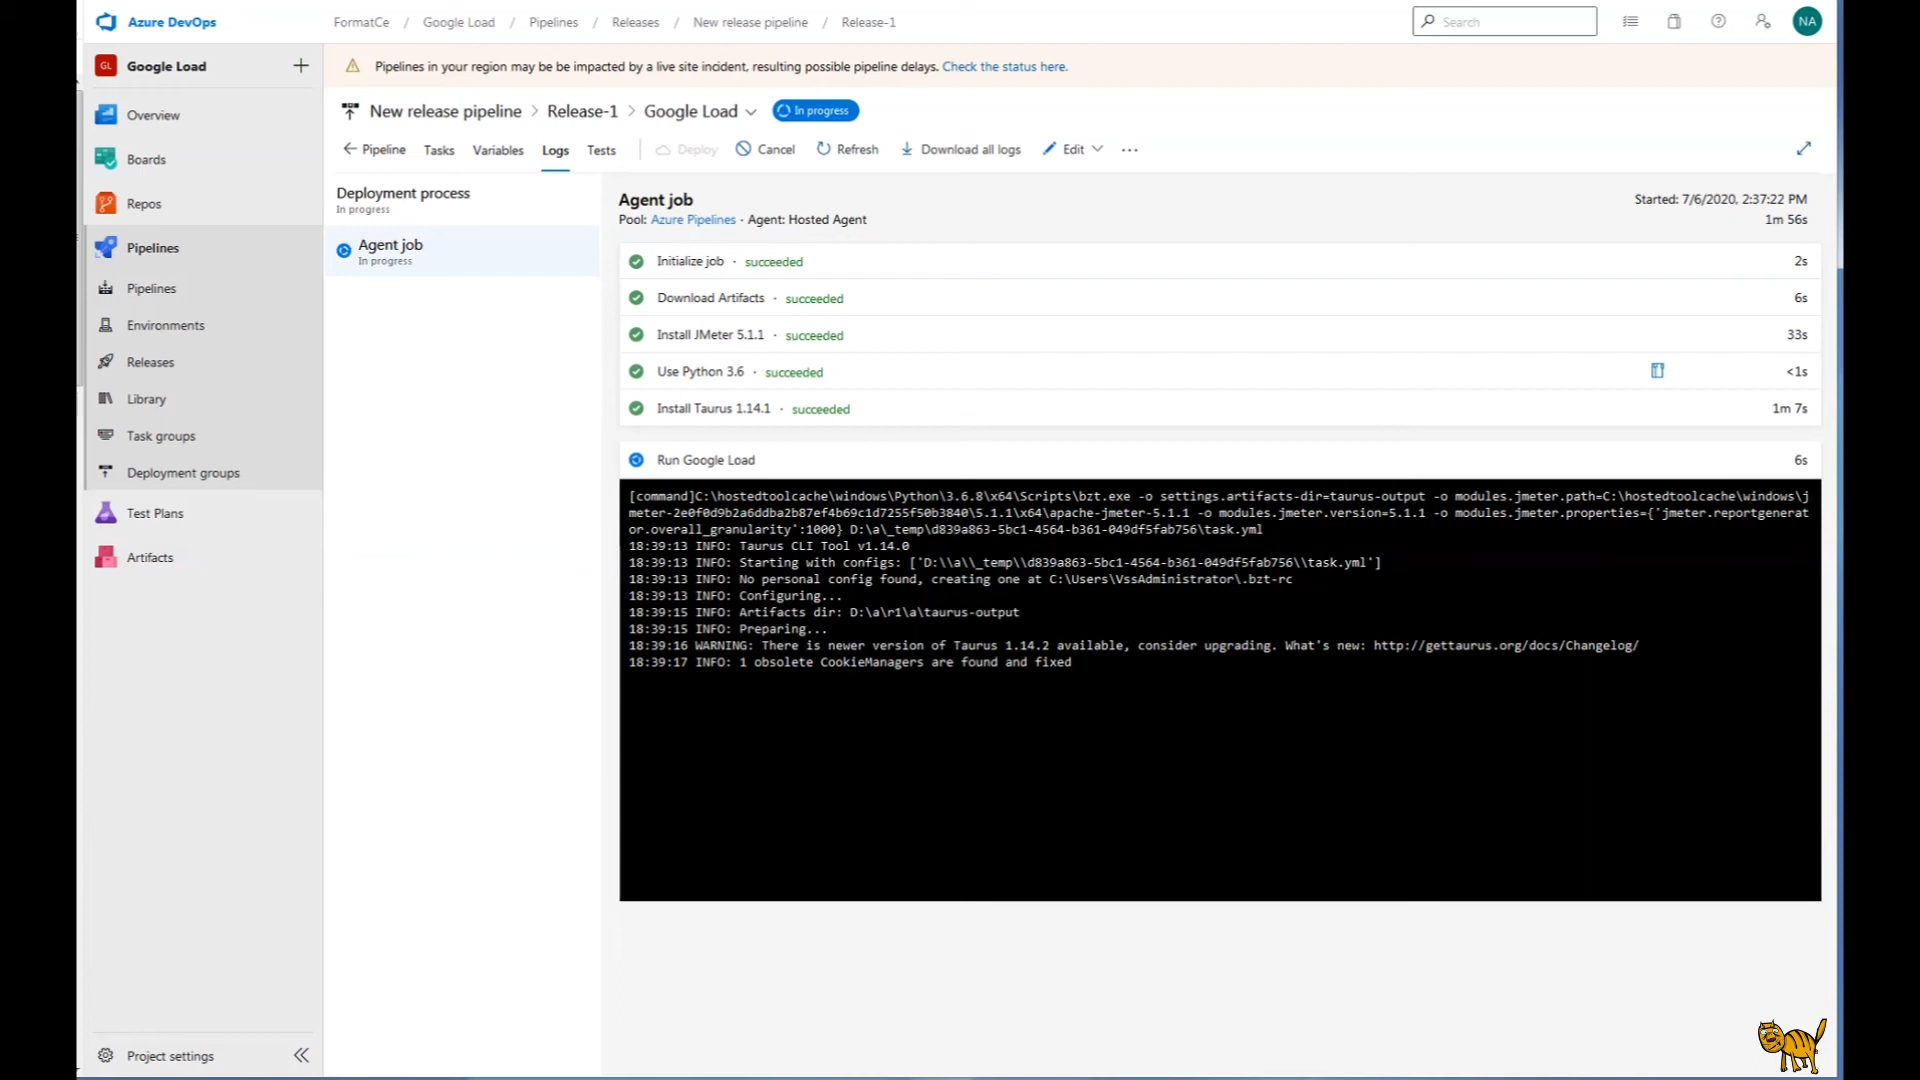 Azure DevOps
FormatCe / Google Load / Pipelines / Releases / New release pipeline / Release-1
Search
NA
GL Google Load
Pipelines in your region may be be impacted by a live site incident, resulting possible pipeline delays. Check the status here.
New release pipeline > Release-1 > Google Load In progress
Overview
Boards
Repos
Pipelines
Pipelines
Environments
Releases
Library
Task groups
Deployment groups
Test Plans
Artifacts
Project settings
Pipeline Tasks Variables Logs Tests Deploy Cancel Refresh Download all logs Edit ...
Deployment process
In progress
Agent job
In progress
Agent job
Pool: Azure Pipelines · Agent: Hosted Agent
Started: 7/6/2020, 2:37:22 PM
1m 56s
Initialize job · succeeded 2s
Download Artifacts · succeeded 6s
Install JMeter 5.1.1 · succeeded 33s
Use Python 3.6 · succeeded <1s
Install Taurus 1.14.1 · succeeded 1m 7s
Run Google Load 6s
[command]C:\hostedtoolcache\windows\Python\3.6.8\x64\Scripts\bzt.exe -o settings.artifacts-dir=taurus-output -o modules.jmeter.path=C:\hostedtoolcache\windows\j
meter-2e0f0d9b2a6ddba2b87ef4b69c1d7255f50b3840\5.1.1\x64\apache-jmeter-5.1.1 -o modules.jmeter.version=5.1.1 -o modules.jmeter.properties={'jmeter.reportgenerat
or.overall_granularity':1000} D:\a\_temp\d839a863-5bc1-4564-b361-049df5fab756\task.yml
18:39:13 INFO: Taurus CLI Tool v1.14.0
18:39:13 INFO: Starting with configs: ['D:\\a\\_temp\\d839a863-5bc1-4564-b361-049df5fab756\\task.yml']
18:39:13 INFO: No personal config found, creating one at C:\Users\VssAdministrator\.bzt-rc
18:39:13 INFO: Configuring...
18:39:15 INFO: Artifacts dir: D:\a\r1\a\taurus-output
18:39:15 INFO: Preparing...
18:39:16 WARNING: There is newer version of Taurus 1.14.2 available, consider upgrading. What's new: http://gettaurus.org/docs/Changelog/
18:39:17 INFO: 1 obsolete CookieManagers are found and fixed